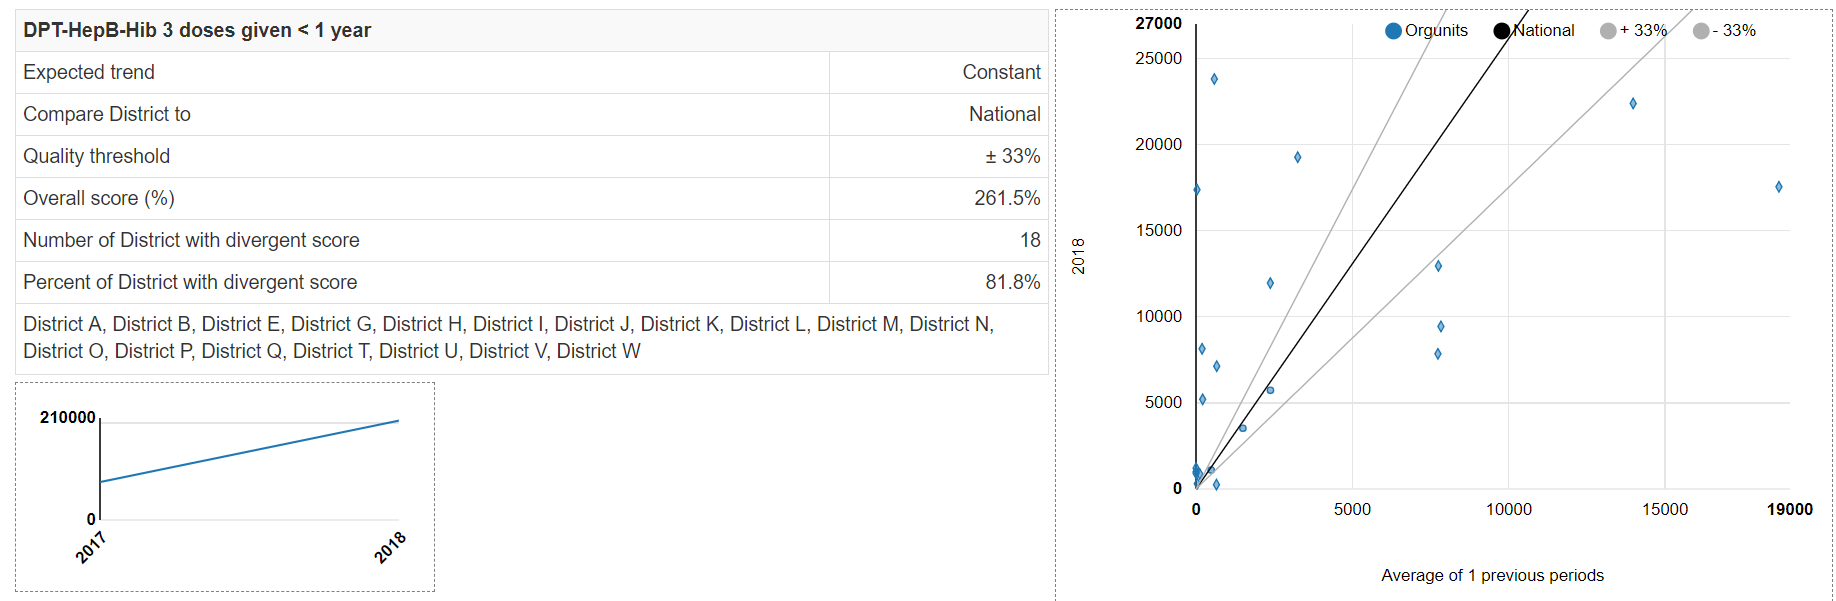 DPT-HepB-Hib 3 doses given < 1 year
Expected trend Constant
Compare District to National
Quality threshold ± 33%
Overall score (%) 261.5%
Number of District with divergent score 18
Percent of District with divergent score 81.8%
District A, District B, District E, District G, District H, District I, District J, District K, District L, District M, District N,
District O, District P, District Q, District T, District U, District V, District W
210000
0
2017 2018
27000
Orgunits National + 33% - 33%
25000
20000
15000
10000
5000
0
2018
0 5000 10000 15000 19000
Average of 1 previous periods